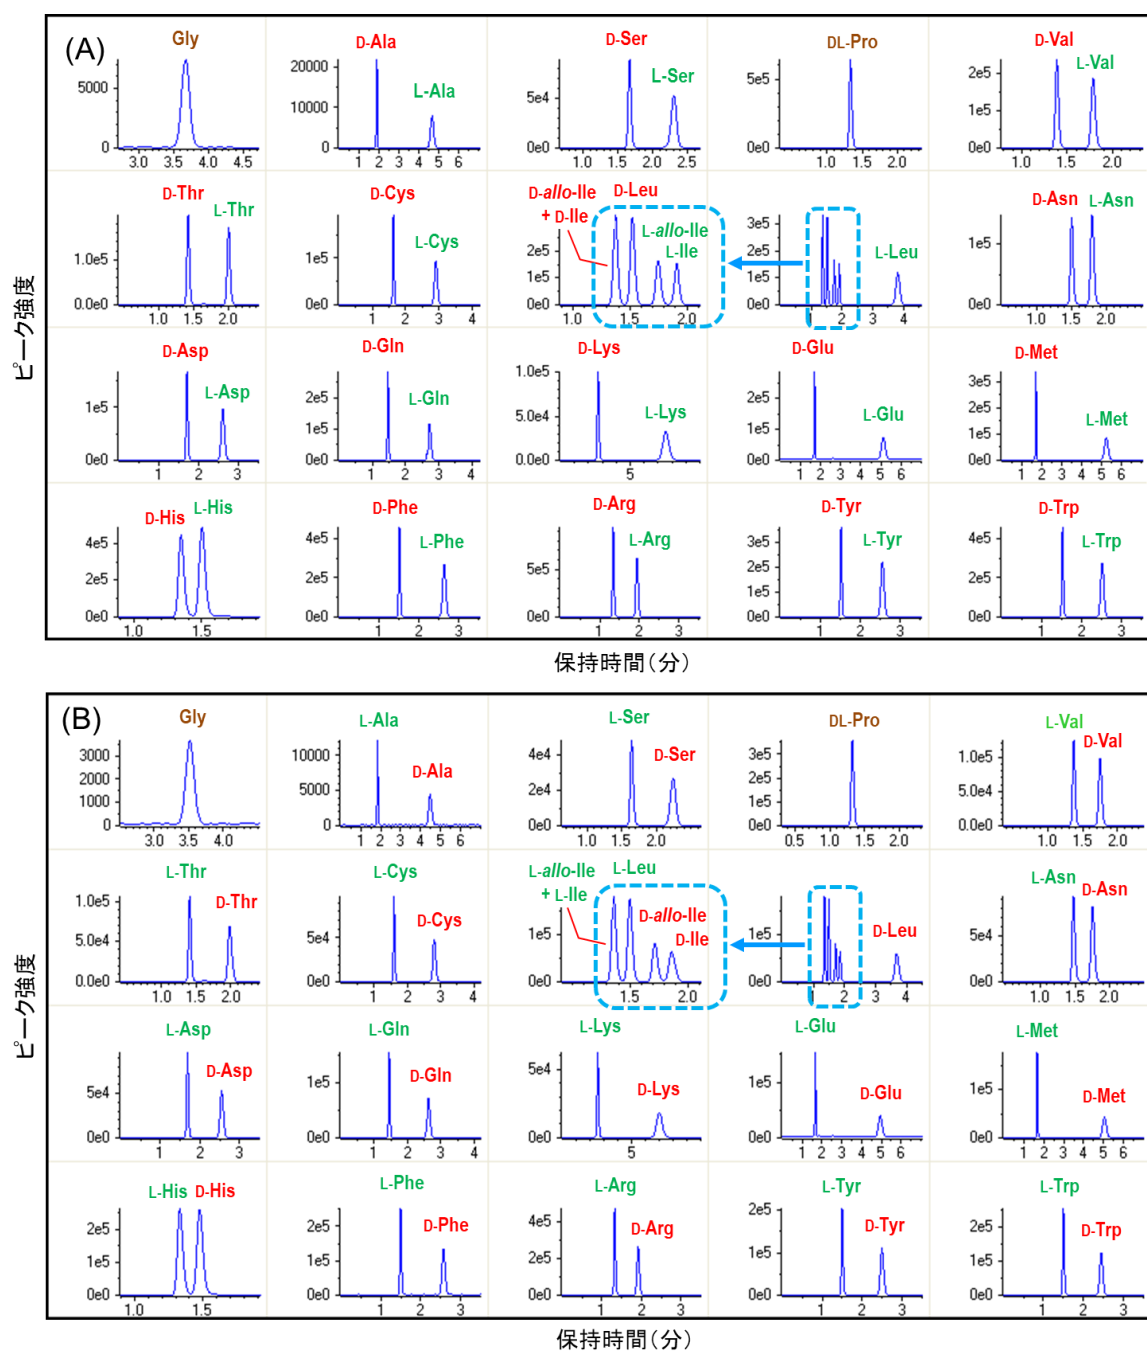 (A)
ピーク強度
Gly
5000
0
3.0 3.5 4.0 4.5
D-Ala
L-Ala
20000
10000
0
1 2 3 4 5 6
D-Ser
L-Ser
5e4
0e0
1.0 1.5 2.0 2.5
DL-Pro
5e5
0e0
1.0 1.5 2.0
D-Val
L-Val
2e5
1e5
0e0
1.0 1.5 2.0
D-Thr
L-Thr
1.0e5
0.0e0
1.0 1.5 2.0
D-Cys
L-Cys
1e5
0e0
1 2 3 4
D-allo-Ile
+ D-Ile
D-Leu
L-allo-Ile
L-Ile
2e5
1e5
0e0
1.0 1.5 2.0
L-Leu
3e5
2e5
1e5
0e0
1 2 3 4
D-Asn
L-Asn
1e5
0e0
1.0 1.5 2.0
D-Asp
L-Asp
1e5
0e0
1 2 3
D-Gln
L-Gln
2e5
1e5
0e0
1 2 3 4
D-Lys
L-Lys
1.0e5
5.0e4
0.0e0
5
D-Glu
L-Glu
2e5
1e5
0e0
1 2 3 4 5 6
D-Met
L-Met
3e5
2e5
1e5
0e0
1 2 3 4 5 6
D-His
L-His
4e5
2e5
0e0
1.0 1.5
D-Phe
L-Phe
4e5
2e5
0e0
1 2 3
D-Arg
L-Arg
5e5
0e0
1 2 3
D-Tyr
L-Tyr
3e5
2e5
1e5
0e0
1 2 3
D-Trp
L-Trp
4e5
2e5
0e0
1 2 3
保持時間(分)
(B)
ピーク強度
Gly
3000
2000
1000
0
3.0 3.5 4.0
L-Ala
D-Ala
10000
5000
0
1 2 3 4 5 6
L-Ser
D-Ser
4e4
2e4
0e0
1.0 1.5 2.0
DL-Pro
3e5
2e5
1e5
0e0
0.5 1.0 1.5 2.0
L-Val
D-Val
1.0e5
5.0e4
0.0e0
1.0 1.5 2.0
L-Thr
D-Thr
1.0e5
5.0e4
0.0e0
1.0 1.5 2.0
L-Cys
D-Cys
5e4
0e0
1 2 3 4
L-allo-Ile
+ L-Ile
L-Leu
D-allo-Ile
D-Ile
1e5
0e0
1.5 2.0
D-Leu
1e5
0e0
1 2 3 4
L-Asn
D-Asn
1e5
5e4
0e0
1.0 1.5 2.0
L-Asp
D-Asp
5e4
0e0
1 2 3
L-Gln
D-Gln
1e5
0e0
1 2 3 4
L-Lys
D-Lys
5e4
0e0
5
L-Glu
D-Glu
1e5
0e0
1 2 3 4 5 6
L-Met
D-Met
1e5
0e0
1 2 3 4 5 6
L-His
D-His
2e5
1e5
0e0
1.0 1.5
L-Phe
D-Phe
2e5
1e5
0e0
1 2 3
L-Arg
D-Arg
4e5
2e5
0e0
1 2 3
L-Tyr
D-Tyr
2e5
1e5
0e0
1 2 3
L-Trp
D-Trp
2e5
1e5
0e0
1 2 3
保持時間(分)